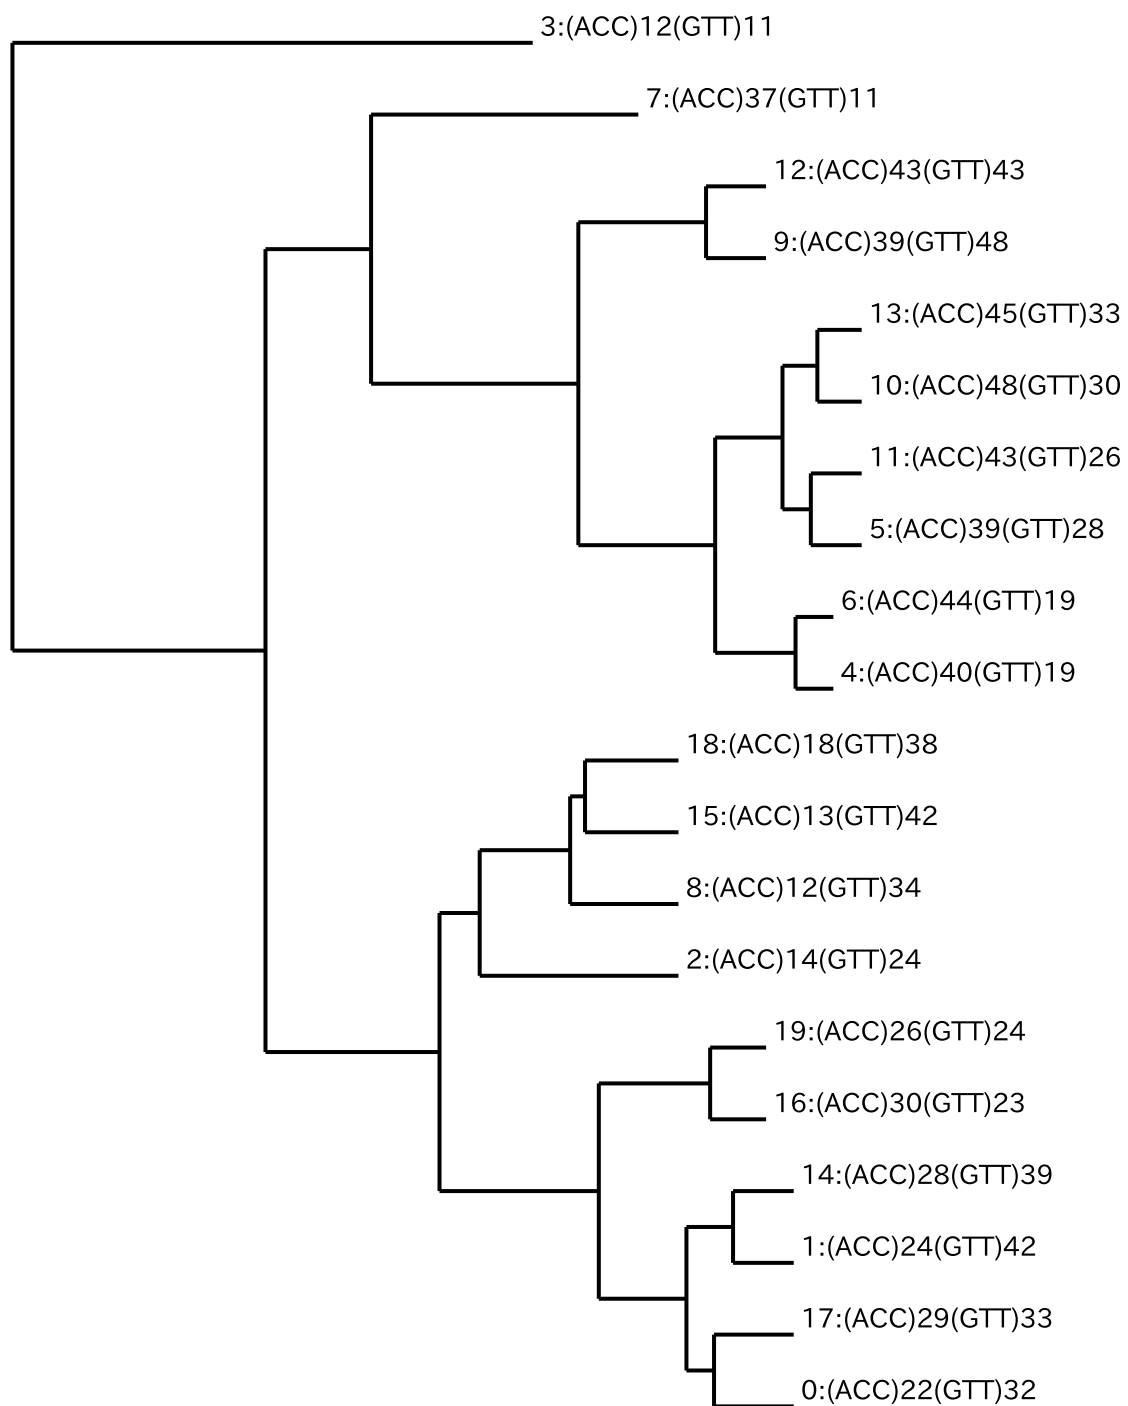 3:(ACC)12(GTT)11
7:(ACC)37(GTT)11
12:(ACC)43(GTT)43
9:(ACC)39(GTT)48
13:(ACC)45(GTT)33
10:(ACC)48(GTT)30
11:(ACC)43(GTT)26
5:(ACC)39(GTT)28
6:(ACC)44(GTT)19
4:(ACC)40(GTT)19
18:(ACC)18(GTT)38
15:(ACC)13(GTT)42
8:(ACC)12(GTT)34
2:(ACC)14(GTT)24
19:(ACC)26(GTT)24
16:(ACC)30(GTT)23
14:(ACC)28(GTT)39
1:(ACC)24(GTT)42
17:(ACC)29(GTT)33
0:(ACC)22(GTT)32